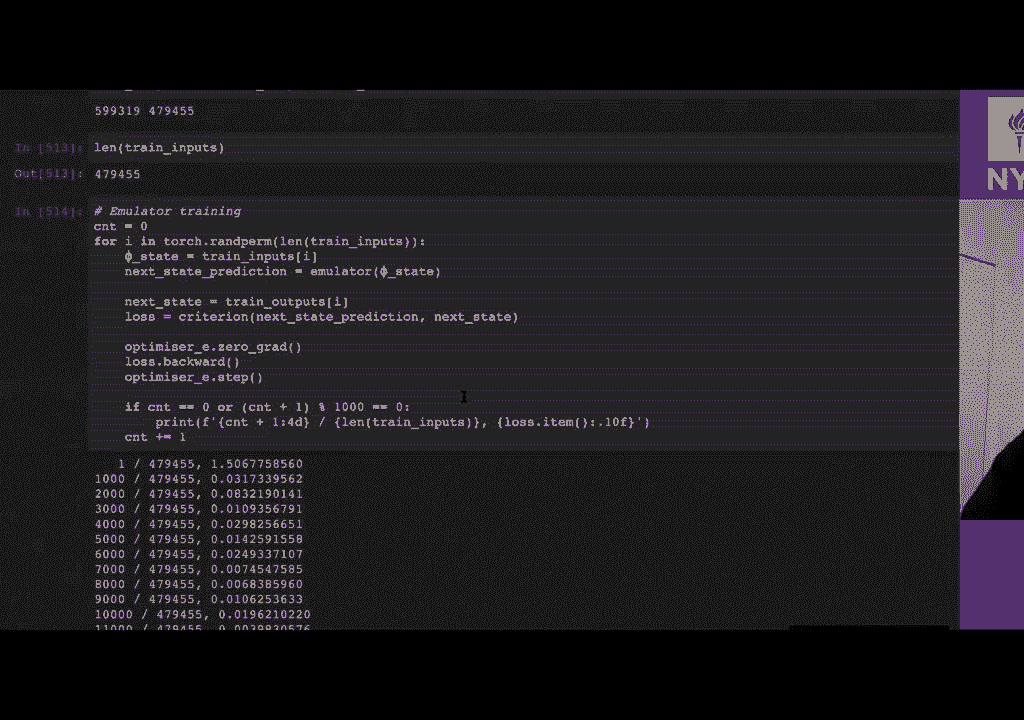 599319 479455
In [513]: len(train_inputs)
Out[513]: 479455
In [514]: # Emulator training
cnt = 0
for i in torch.randperm(len(train_inputs)):
    ϕ_state = train_inputs[i]
    next_state_prediction = emulator(ϕ_state)
    next_state = train_outputs[i]
    loss = criterion(next_state_prediction, next_state)
    optimiser_e.zero_grad()
    loss.backward()
    optimiser_e.step()
    if cnt == 0 or (cnt + 1) % 1000 == 0:
        print(f'{cnt + 1:4d} / {len(train_inputs)}, {loss.item():.10f}')
    cnt += 1
   1 / 479455, 1.5067758560
1000 / 479455, 0.0317339562
2000 / 479455, 0.0832190141
3000 / 479455, 0.0109356791
4000 / 479455, 0.0298256651
5000 / 479455, 0.0142591558
6000 / 479455, 0.0249337107
7000 / 479455, 0.0074547585
8000 / 479455, 0.0068385960
9000 / 479455, 0.0106253633
10000 / 479455, 0.0196210220
11000 / 479455, 0.0039830576
NY